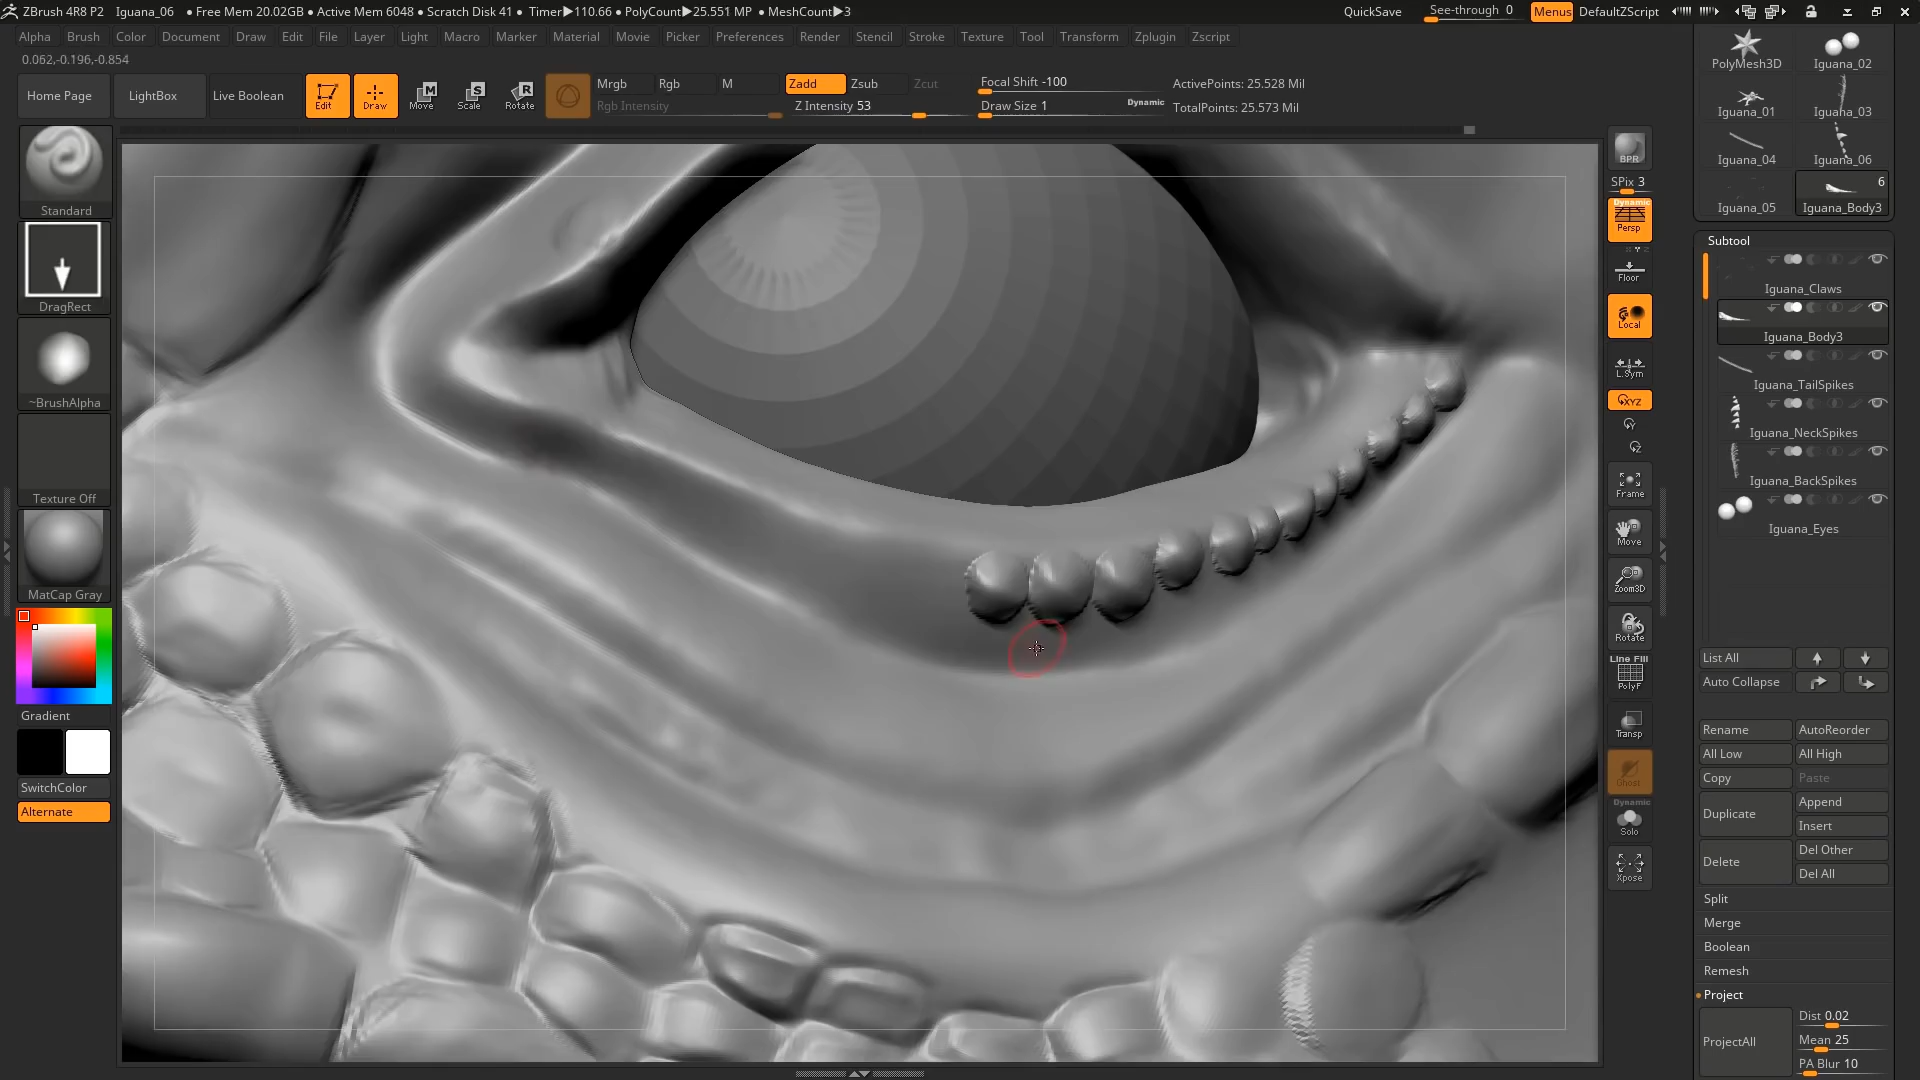 ZBrush 4R8 P2 Iguana_06 ● Free Mem 20.02GB ● Active Mem 6048 ● Scratch Disk 41 ● Timer▶110.66 ● PolyCount▶25.551 MP ● MeshCount▶3 QuickSave See-through 0 Menus DefaultZScript
Alpha Brush Color Document Draw Edit File Layer Light Macro Marker Material Movie Picker Preferences Render Stencil Stroke Texture Tool Transform Zplugin Zscript
0.062,-0.196,-0.854
Home Page LightBox Live Boolean Edit Draw Move Scale Rotate
Mrgb Rgb M Zadd Zsub Zcut Focal Shift -100 ActivePoints: 25.528 Mil
Rgb Intensity Z Intensity 53 Draw Size 1 Dynamic TotalPoints: 25.573 Mil
Standard
DragRect
~BrushAlpha
Texture Off
MatCap Gray
Gradient
SwitchColor
Alternate
BPR
SPix 3
Dynamic
Persp
Floor
Local
L.Sym
XYZ
Frame
Move
Zoom3D
Rotate
Line Fill
PolyF
Transp
Ghost
Dynamic
Solo
Xpose
PolyMesh3D Iguana_02
Iguana_01 Iguana_03
Iguana_04 Iguana_06
6
Iguana_05 Iguana_Body3
Subtool
Iguana_Claws
Iguana_Body3
Iguana_TailSpikes
Iguana_NeckSpikes
Iguana_BackSpikes
Iguana_Eyes
List All
Auto Collapse
Rename AutoReorder
All Low All High
Copy Paste
Duplicate Append
Insert
Delete Del Other
Del All
Split
Merge
Boolean
Remesh
Project
ProjectAll Dist 0.02
Mean 25
PA Blur 10